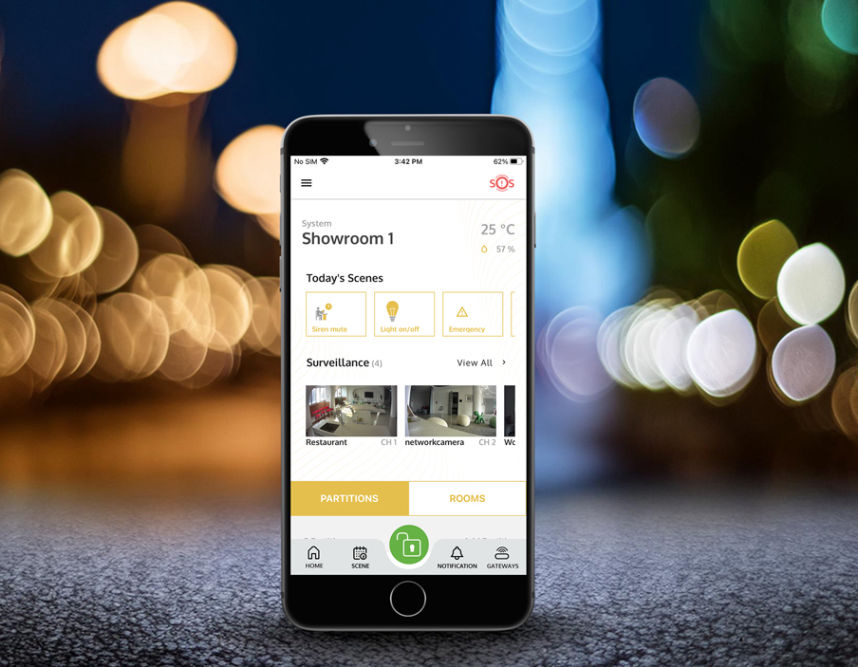 No SIM 3:42 PM 62%
SOS
System
Showroom 1
25 °C
57 %
Today's Scenes
Siren mute Light on/off Emergency
Surveillance (4) View All
Restaurant CH 1 networkcamera CH 2 Wo
PARTITIONS ROOMS
HOME SCENE NOTIFICATION GATEWAYS